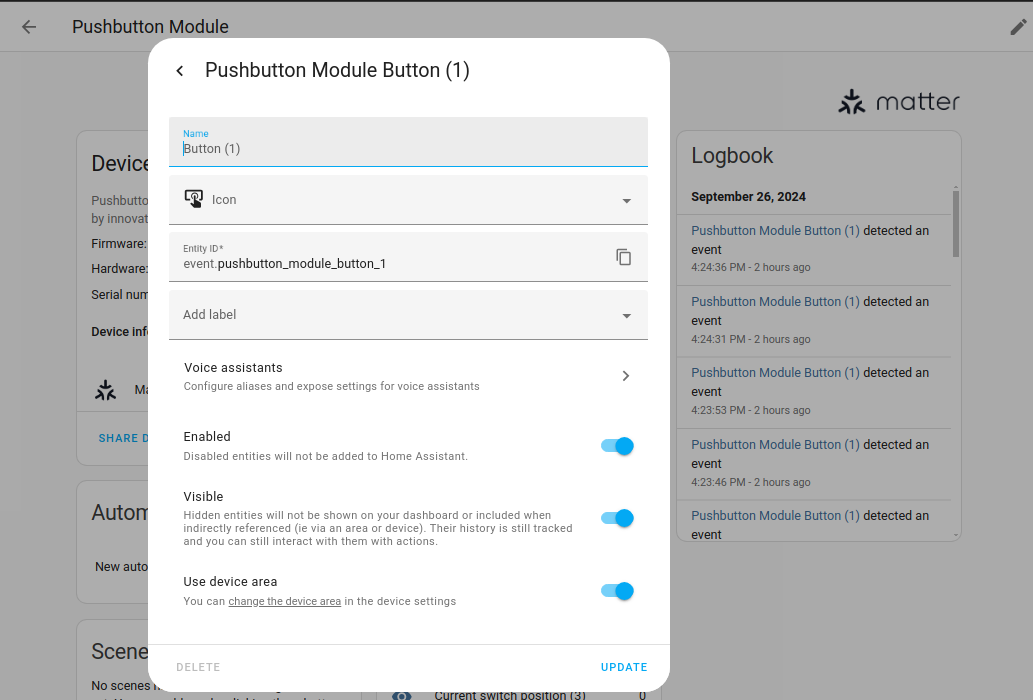 Pushbutton Module
Pushbutton Module Button (1)
Name
Button (1)
Icon
Entity ID*
event.pushbutton_module_button_1
Add label
Voice assistants
Configure aliases and expose settings for voice assistants
Enabled
Disabled entities will not be added to Home Assistant.
Visible
Hidden entities will not be shown on your dashboard or included when
indirectly referenced (ie via an area or device). Their history is still tracked
and you can still interact with them with actions.
Use device area
You can change the device area in the device settings
DELETE
UPDATE
Device
Pushbutto
by innovat
Firmware:
Hardware:
Serial num
Device info
Ma
SHARE D
Autom
New auto
Scene
No scenes
Current switch position (3)
0
matter
Logbook
September 26, 2024
Pushbutton Module Button (1) detected an
event
4:24:36 PM - 2 hours ago
Pushbutton Module Button (1) detected an
event
4:24:31 PM - 2 hours ago
Pushbutton Module Button (1) detected an
event
4:23:53 PM - 2 hours ago
Pushbutton Module Button (1) detected an
event
4:23:46 PM - 2 hours ago
Pushbutton Module Button (1) detected an
event